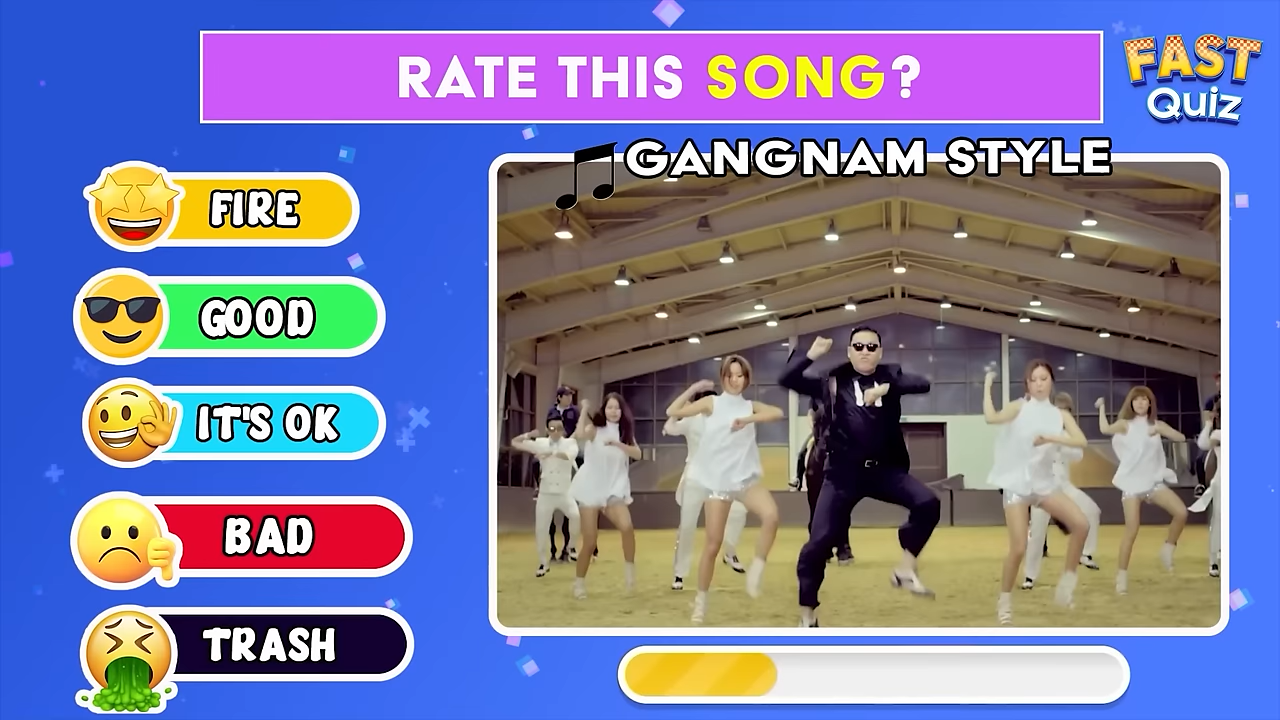 RATE THIS SONG?
FAST
Quiz
GANGNAM STYLE
FIRE
GOOD
IT'S OK
BAD
TRASH